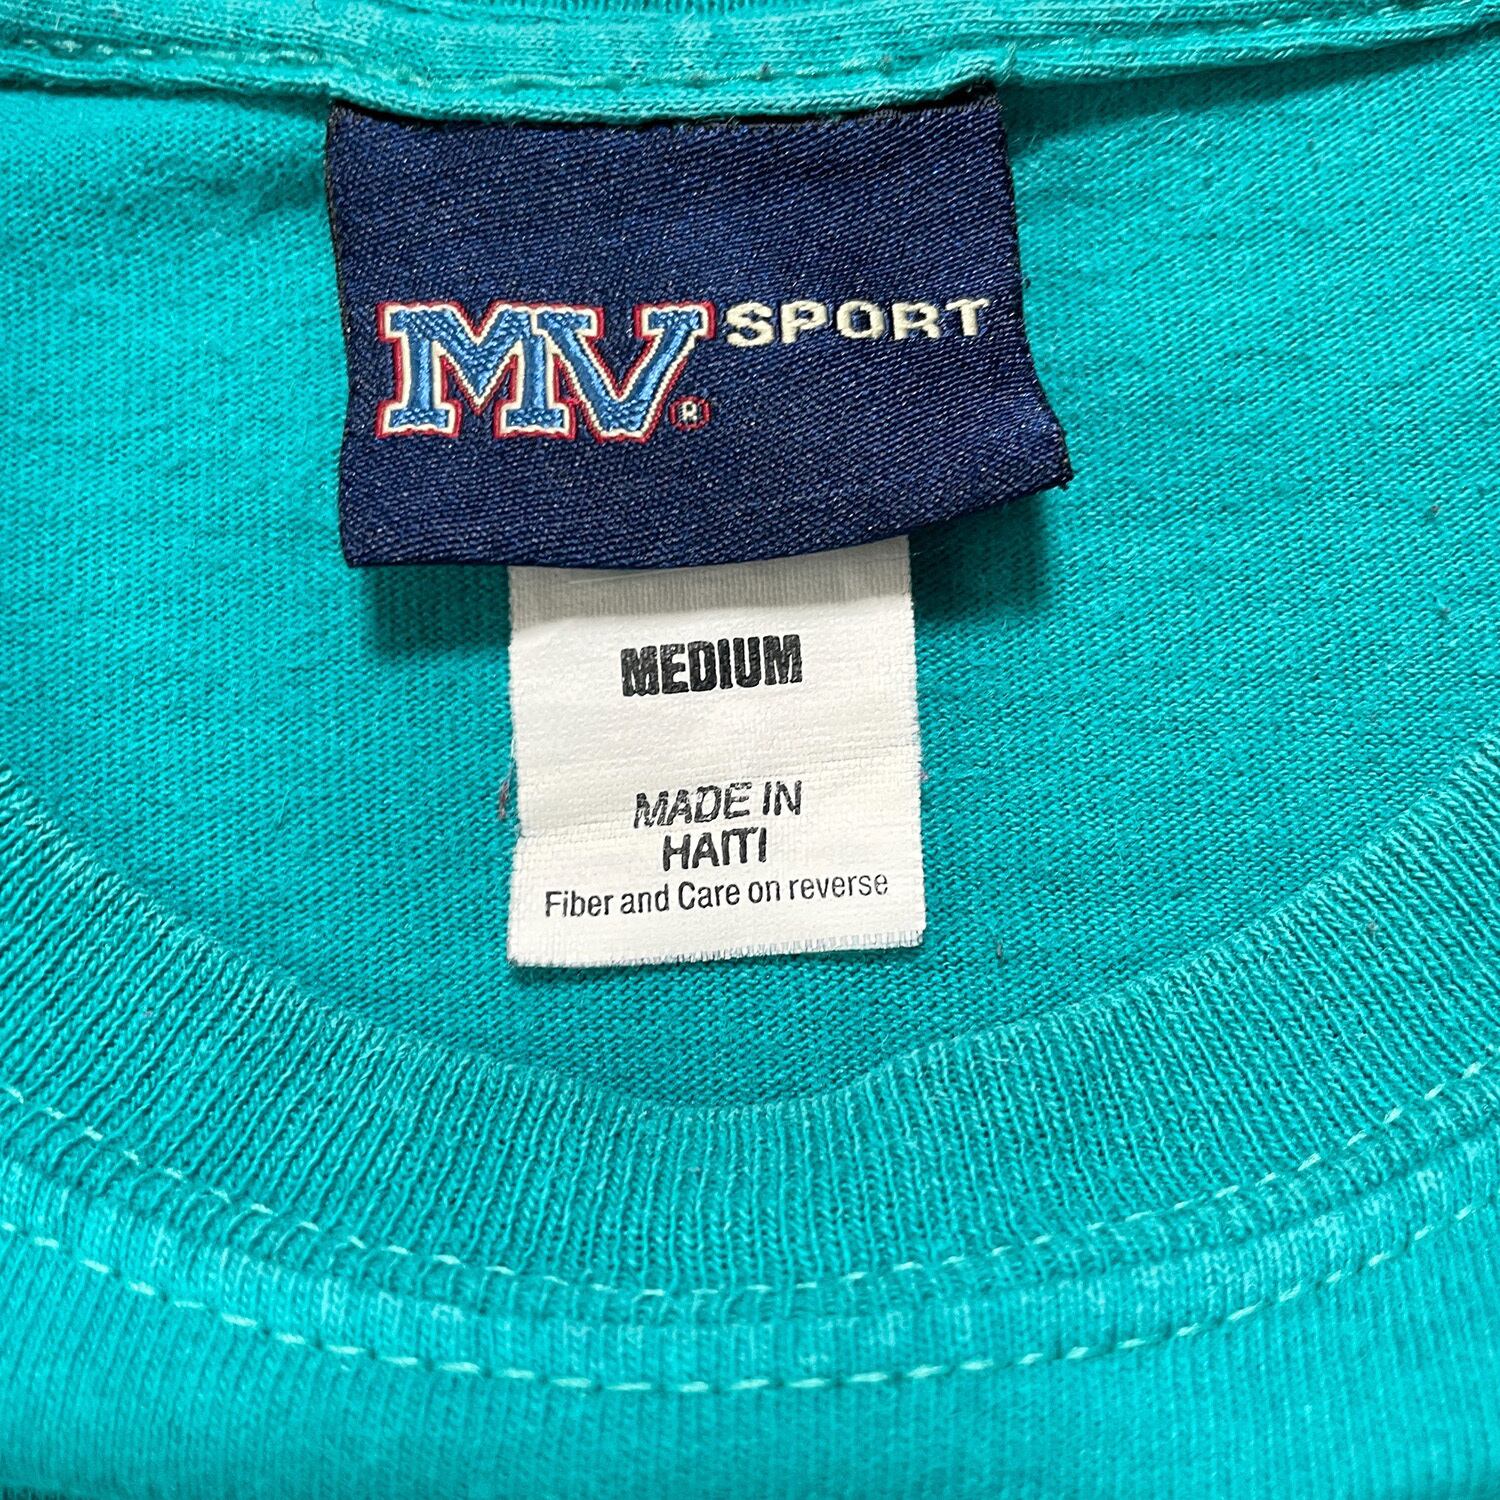 MV® SPORT
MEDIUM
MADE IN
HAITI
Fiber and Care on reverse